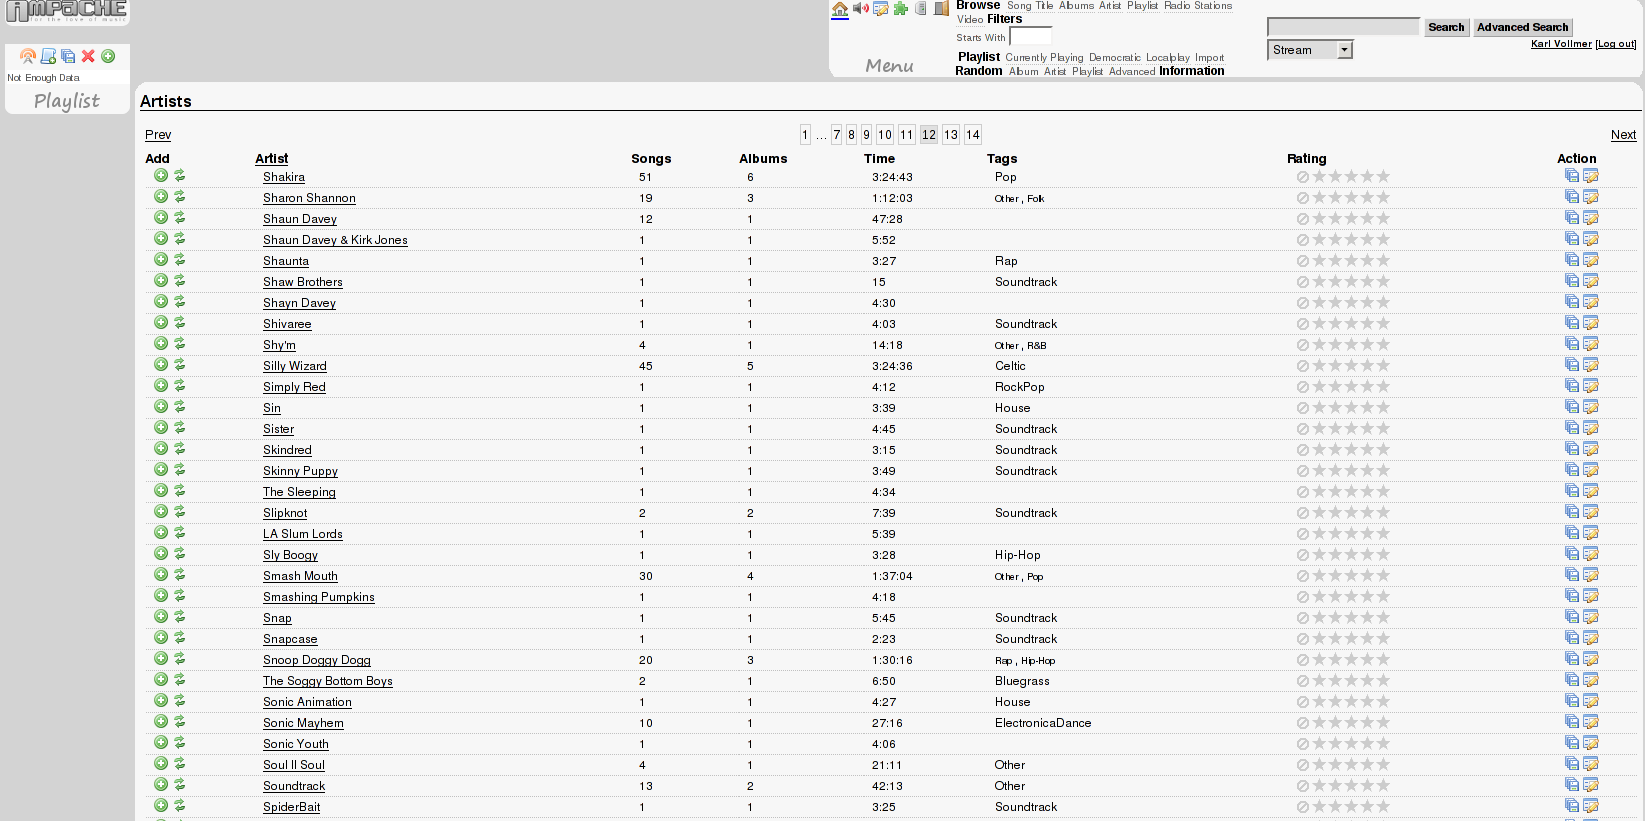 AMPACHE
for the love of music
Not Enough Data
Playlist
Menu
Browse Song Title Albums Artist Playlist Radio Stations
Video Filters
Starts With
Playlist Currently Playing Democratic Localplay Import
Random Album Artist Playlist Advanced Information
Search Advanced Search
Stream
Karl Vollmer [Log out]
Artists
Prev 1 ... 7 8 9 10 11 12 13 14 Next
Add Artist Songs Albums Time Tags Rating Action
Shakira 51 6 3:24:43 Pop
Sharon Shannon 19 3 1:12:03 Other , Folk
Shaun Davey 12 1 47:28
Shaun Davey & Kirk Jones 1 1 5:52
Shaunta 1 1 3:27 Rap
Shaw Brothers 1 1 15 Soundtrack
Shayn Davey 1 1 4:30
Shivaree 1 1 4:03 Soundtrack
Shy'm 4 1 14:18 Other , R&B
Silly Wizard 45 5 3:24:36 Celtic
Simply Red 1 1 4:12 RockPop
Sin 1 1 3:39 House
Sister 1 1 4:45 Soundtrack
Skindred 1 1 3:15 Soundtrack
Skinny Puppy 1 1 3:49 Soundtrack
The Sleeping 1 1 4:34
Slipknot 2 2 7:39 Soundtrack
LA Slum Lords 1 1 5:39
Sly Boogy 1 1 3:28 Hip-Hop
Smash Mouth 30 4 1:37:04 Other , Pop
Smashing Pumpkins 1 1 4:18
Snap 1 1 5:45 Soundtrack
Snapcase 1 1 2:23 Soundtrack
Snoop Doggy Dogg 20 3 1:30:16 Rap , Hip-Hop
The Soggy Bottom Boys 2 1 6:50 Bluegrass
Sonic Animation 1 1 4:27 House
Sonic Mayhem 10 1 27:16 ElectronicaDance
Sonic Youth 1 1 4:06
Soul II Soul 4 1 21:11 Other
Soundtrack 13 2 42:13 Other
SpiderBait 1 1 3:25 Soundtrack